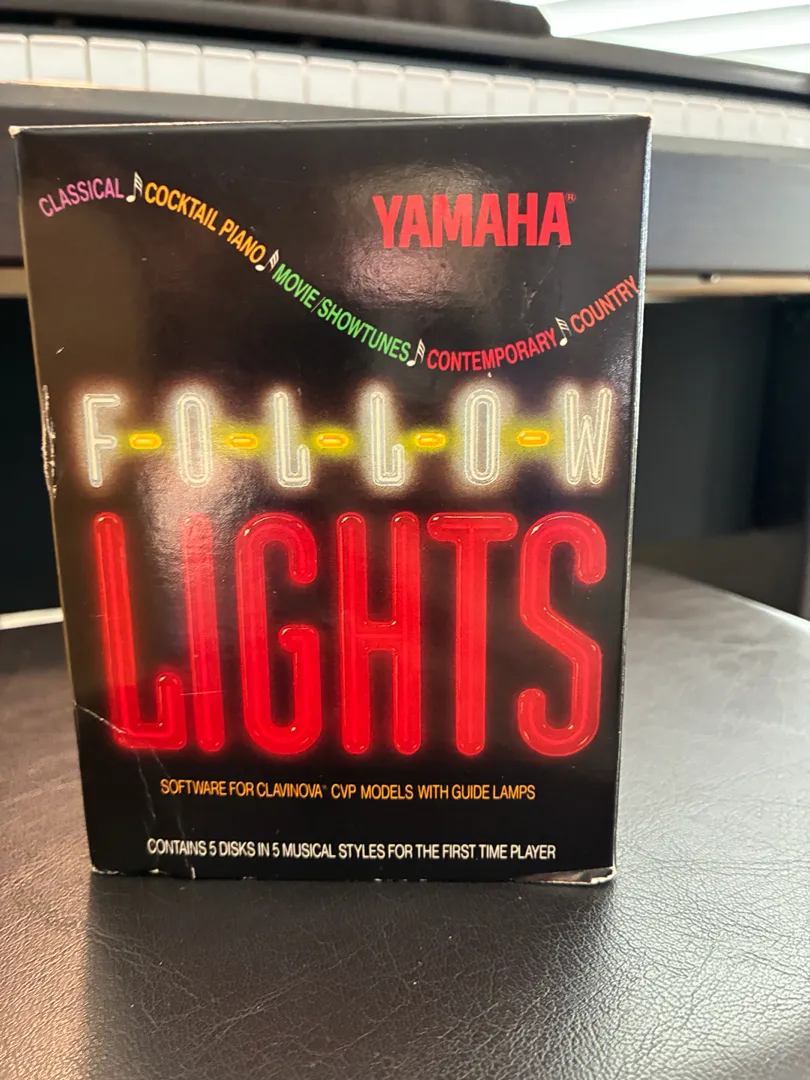 CLASSICAL COCKTAIL PIANO MOVIE/SHOWTUNES CONTEMPORARY COUNTRY
YAMAHA®
F-O-L-L-O-W
LIGHTS
SOFTWARE FOR CLAVINOVA® CVP MODELS WITH GUIDE LAMPS
CONTAINS 5 DISKS IN 5 MUSICAL STYLES FOR THE FIRST TIME PLAYER